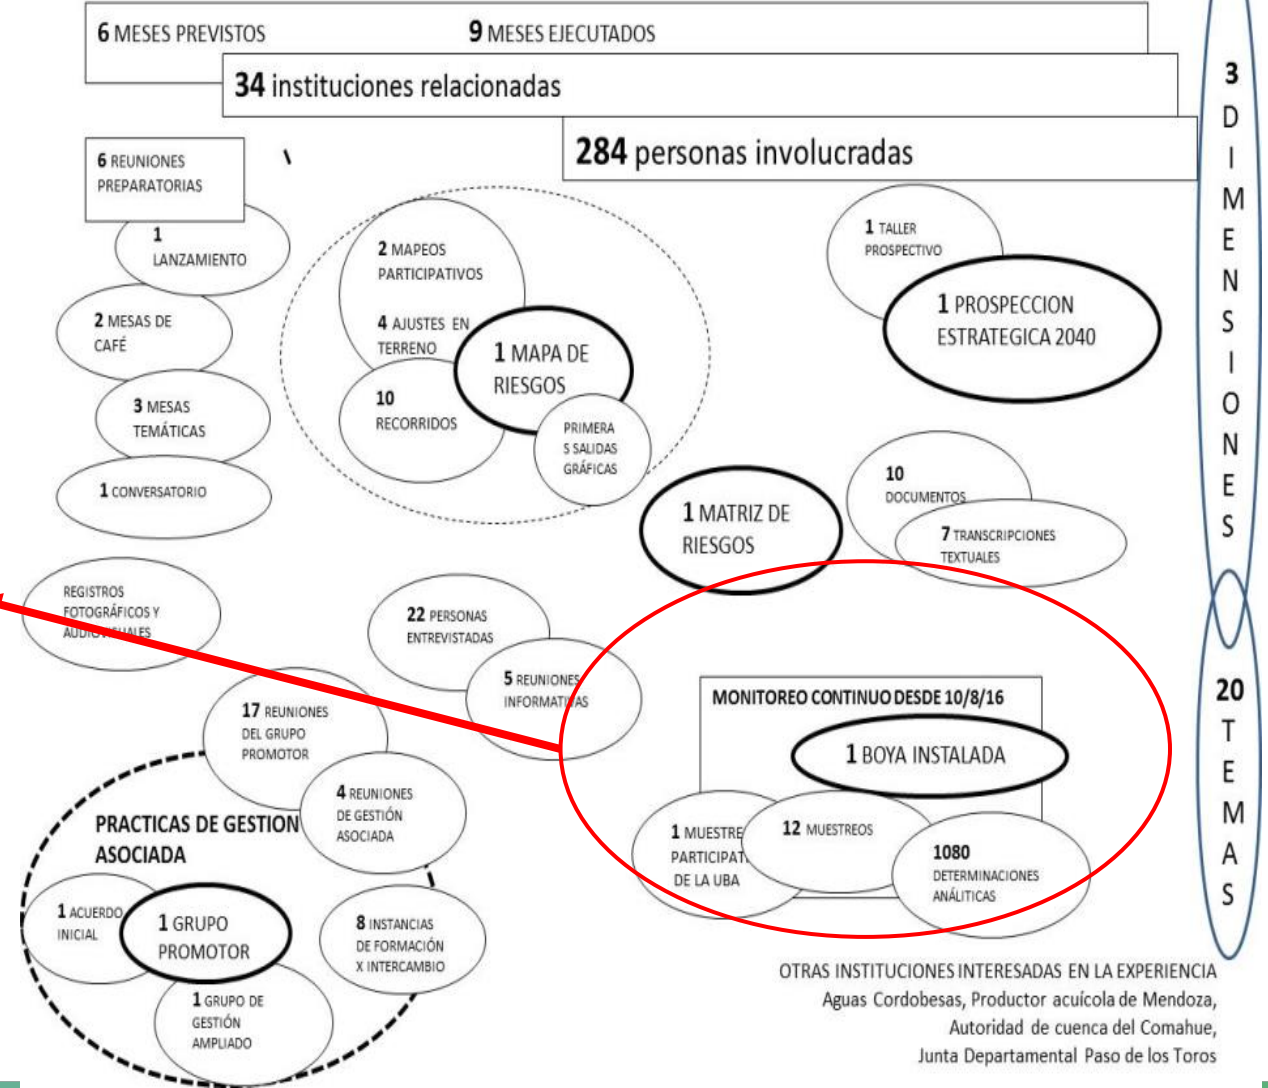 6 MESES PREVISTOS
9 MESES EJECUTADOS
34 instituciones relacionadas
284 personas involucradas
6 REUNIONES
PREPARATORIAS
1
LANZAMIENTO
2 MESAS DE
CAFÉ
3 MESAS
TEMÁTICAS
1 CONVERSATORIO
2 MAPEOS
PARTICIPATIVOS
4 AJUSTES EN
TERRENO
10
RECORRIDOS
1 MAPA DE
RIESGOS
PRIMERA
S SALIDAS
GRÁFICAS
1 TALLER
PROSPECTIVO
1 PROSPECCION
ESTRATEGICA 2040
1 MATRIZ DE
RIESGOS
10
DOCUMENTOS
7 TRANSCRIPCIONES
TEXTUALES
REGISTROS
FOTOGRÁFICOS Y
AUDIOVISUALES
22 PERSONAS
ENTREVISTADAS
5 REUNIONES
INFORMATIVAS
17 REUNIONES
DEL GRUPO
PROMOTOR
4 REUNIONES
DE GESTIÓN
ASOCIADA
PRACTICAS DE GESTION
ASOCIADA
1 ACUERDO
INICIAL
1 GRUPO
PROMOTOR
8 INSTANCIAS
DE FORMACIÓN
X INTERCAMBIO
1 GRUPO DE
GESTIÓN
AMPLIADO
MONITOREO CONTINUO DESDE 10/8/16
1 BOYA INSTALADA
1 MUESTRE
PARTICIPAT
DE LA UBA
12 MUESTREOS
1080
DETERMINACIONES
ANÁLITICAS
3
D
I
M
E
N
S
I
O
N
E
S
20
T
E
M
A
S
OTRAS INSTITUCIONES INTERESADAS EN LA EXPERIENCIA
Aguas Cordobesas, Productor acuícola de Mendoza,
Autoridad de cuenca del Comahue,
Junta Departamental Paso de los Toros